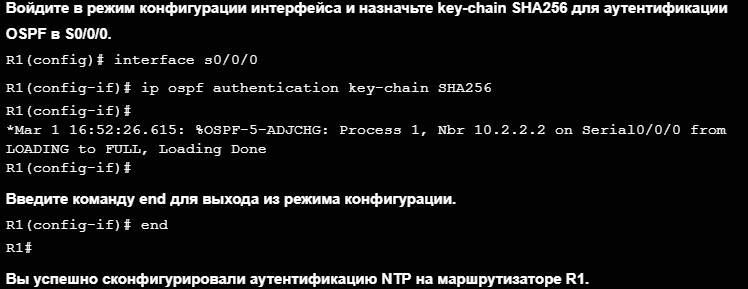 Войдите в режим конфигурации интерфейса и назначьте key-chain SHA256 для аутентификации
OSPF в S0/0/0.
R1(config)# interface s0/0/0
R1(config-if)# ip ospf authentication key-chain SHA256
R1(config-if)#
*Mar 1 16:52:26.615: %OSPF-5-ADJCHG: Process 1, Nbr 10.2.2.2 on Serial0/0/0 from
LOADING to FULL, Loading Done
R1(config-if)#
Введите команду end для выхода из режима конфигурации.
R1(config-if)# end
R1#
Вы успешно сконфигурировали аутентификацию NTP на маршрутизаторе R1.